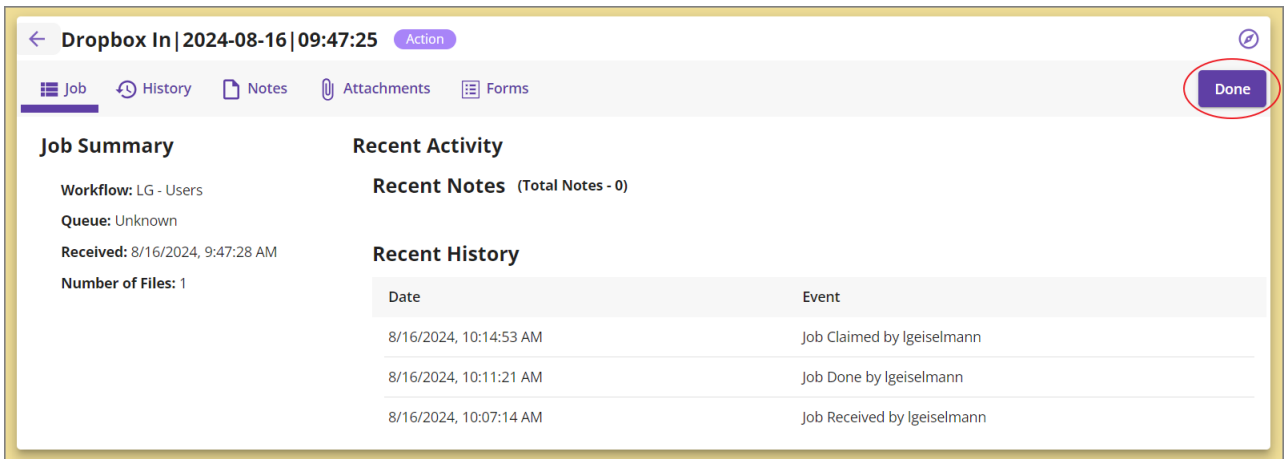 Dropbox In|2024-08-16|09:47:25 Action
Job History Notes Attachments Forms Done
Job Summary
Workflow: LG - Users
Queue: Unknown
Received: 8/16/2024, 9:47:28 AM
Number of Files: 1
Recent Activity
Recent Notes (Total Notes - 0)
Recent History
Date Event
8/16/2024, 10:14:53 AM Job Claimed by lgeiselmann
8/16/2024, 10:11:21 AM Job Done by lgeiselmann
8/16/2024, 10:07:14 AM Job Received by lgeiselmann